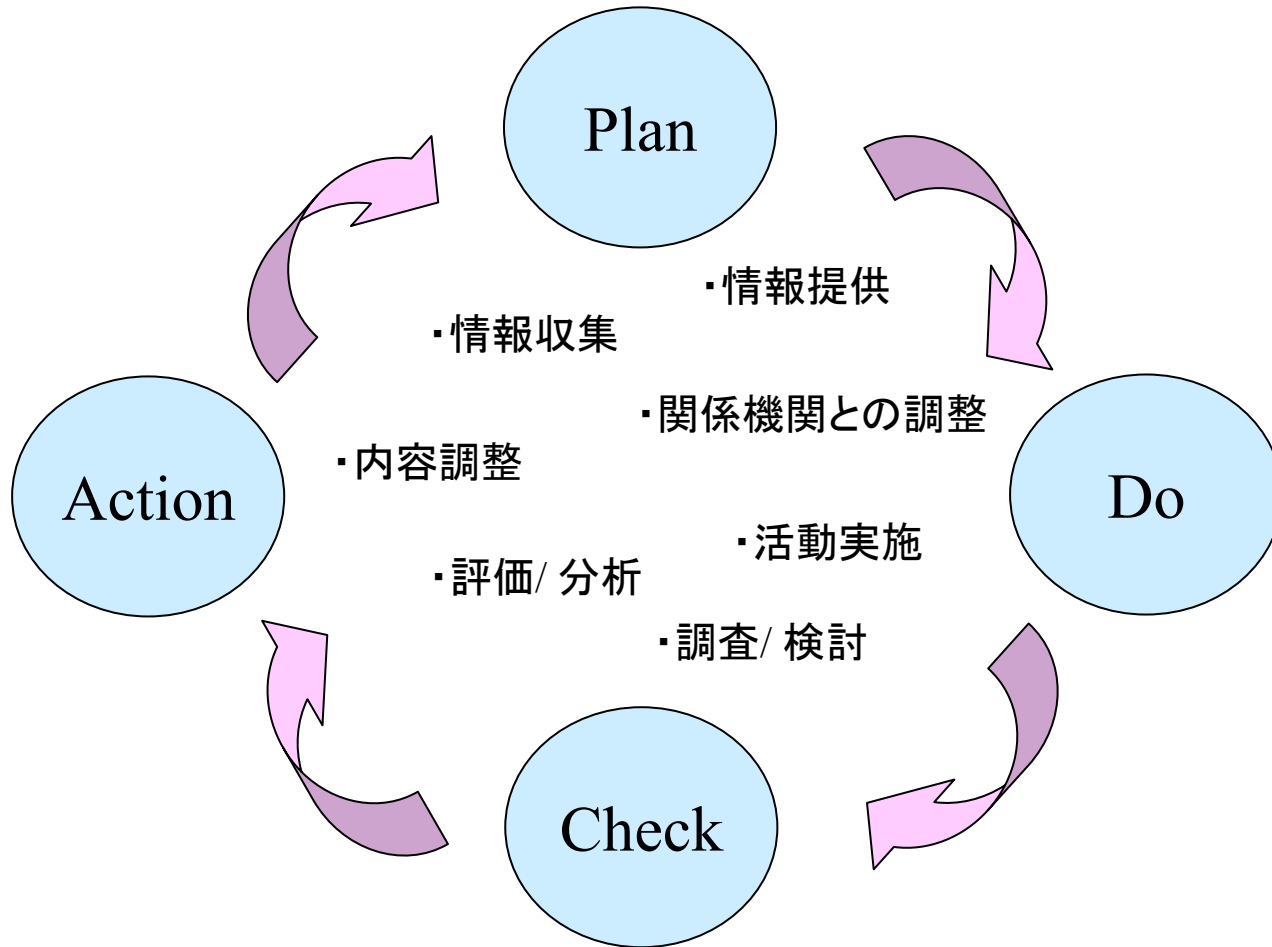 Plan
・情報提供
・情報収集
・関係機関との調整
・内容調整
Action
Do
・活動実施
・評価/ 分析
・調査/ 検討
Check